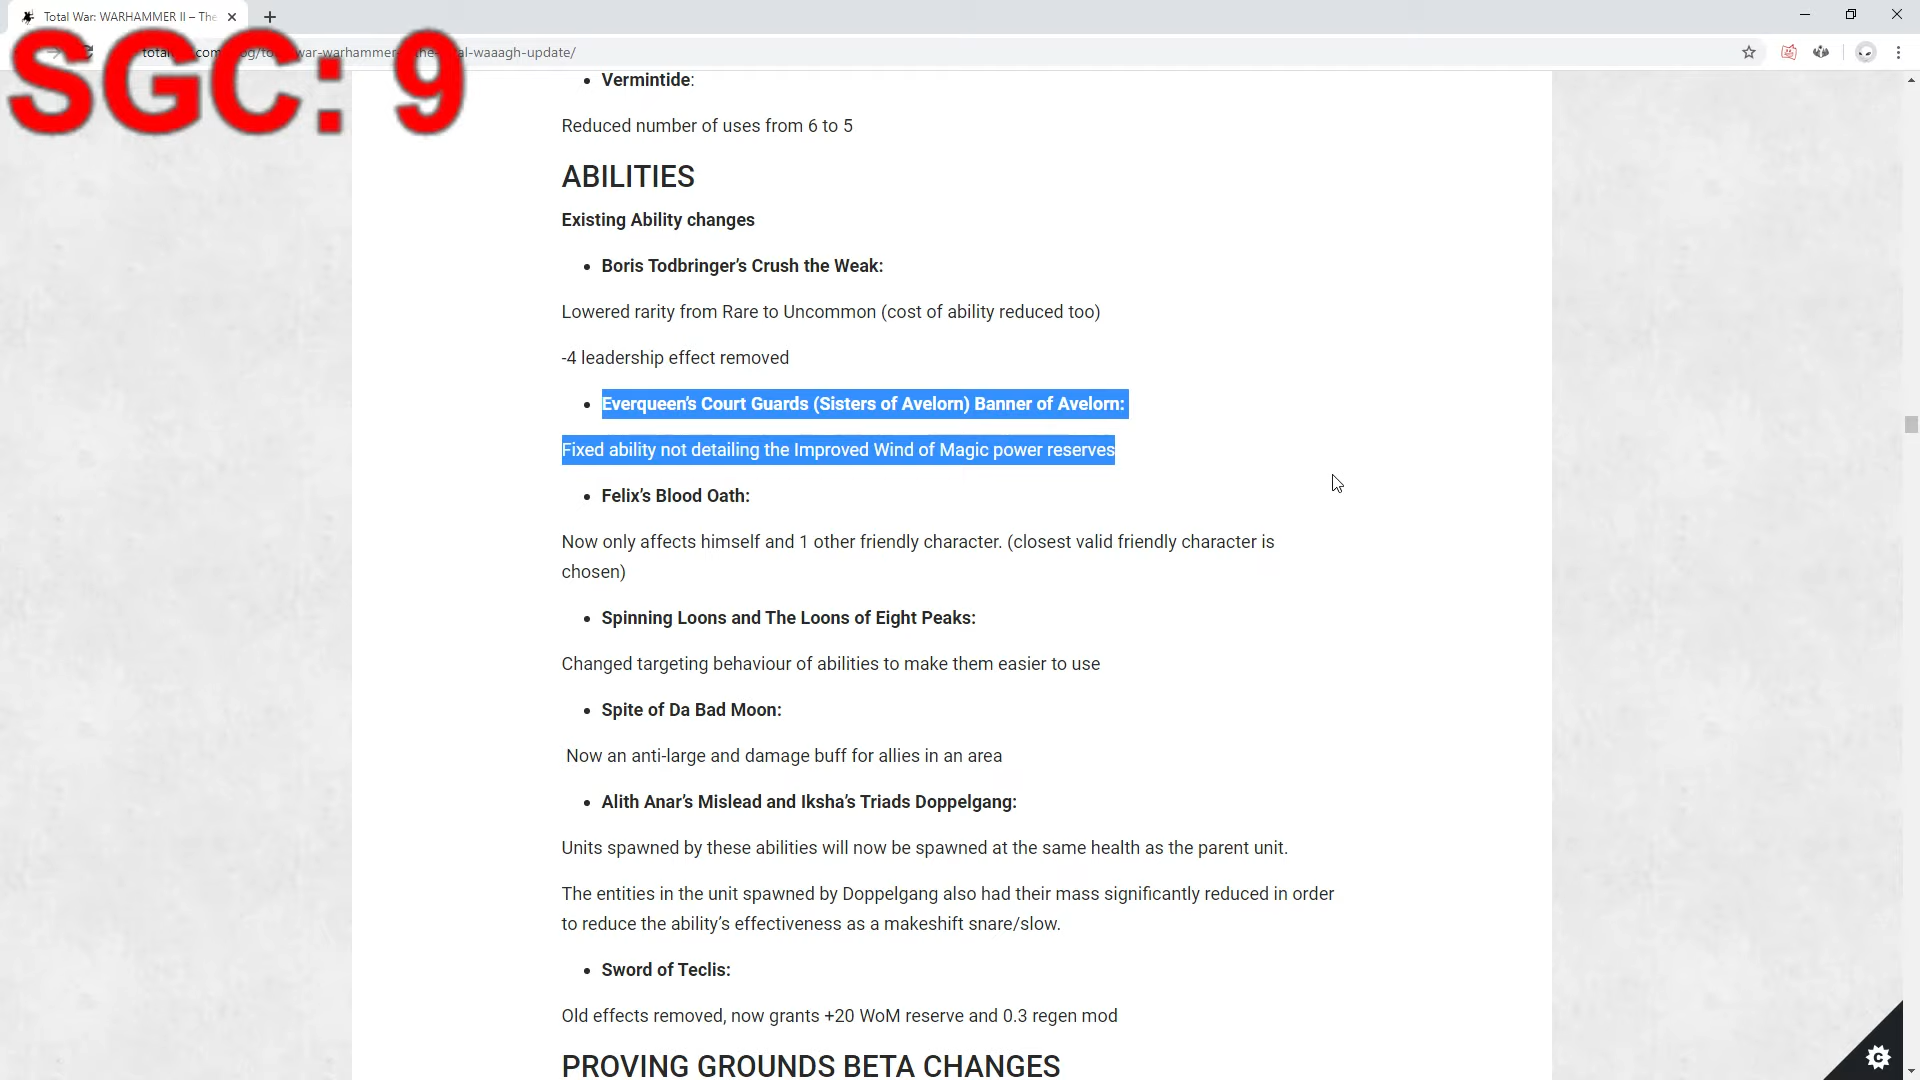 Total War: WARHAMMER II – The
SGC: 9
-waaagh-update/
• Vermintide:
Reduced number of uses from 6 to 5
ABILITIES
Existing Ability changes
• Boris Todbringer’s Crush the Weak:
Lowered rarity from Rare to Uncommon (cost of ability reduced too)
-4 leadership effect removed
• Everqueen’s Court Guards (Sisters of Avelorn) Banner of Avelorn:
Fixed ability not detailing the Improved Wind of Magic power reserves
• Felix’s Blood Oath:
Now only affects himself and 1 other friendly character. (closest valid friendly character is
chosen)
• Spinning Loons and The Loons of Eight Peaks:
Changed targeting behaviour of abilities to make them easier to use
• Spite of Da Bad Moon:
Now an anti-large and damage buff for allies in an area
• Alith Anar’s Mislead and Iksha’s Triads Doppelgang:
Units spawned by these abilities will now be spawned at the same health as the parent unit.
The entities in the unit spawned by Doppelgang also had their mass significantly reduced in order
to reduce the ability’s effectiveness as a makeshift snare/slow.
• Sword of Teclis:
Old effects removed, now grants +20 WoM reserve and 0.3 regen mod
PROVING GROUNDS BETA CHANGES